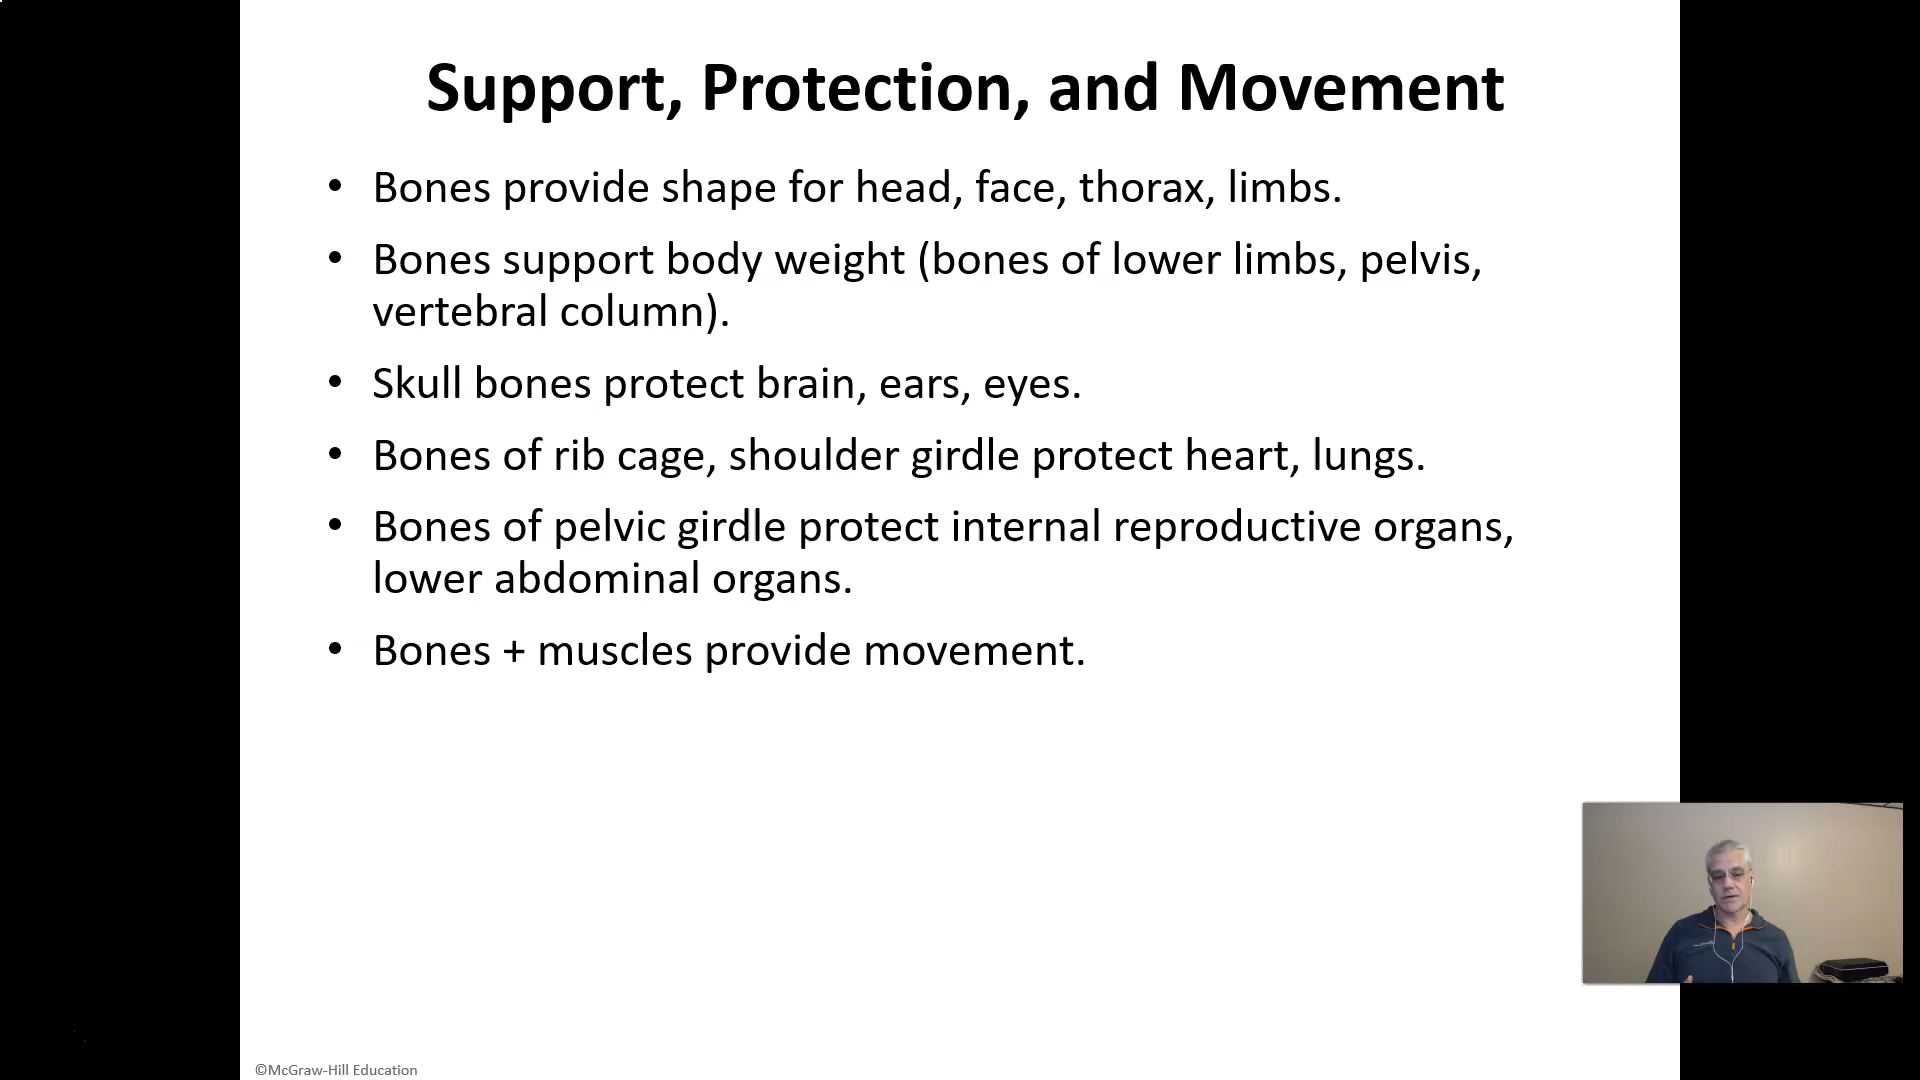 Support, Protection, and Movement
• Bones provide shape for head, face, thorax, limbs.
• Bones support body weight (bones of lower limbs, pelvis,
vertebral column).
• Skull bones protect brain, ears, eyes.
• Bones of rib cage, shoulder girdle protect heart, lungs.
• Bones of pelvic girdle protect internal reproductive organs,
lower abdominal organs.
• Bones + muscles provide movement.
©McGraw-Hill Education